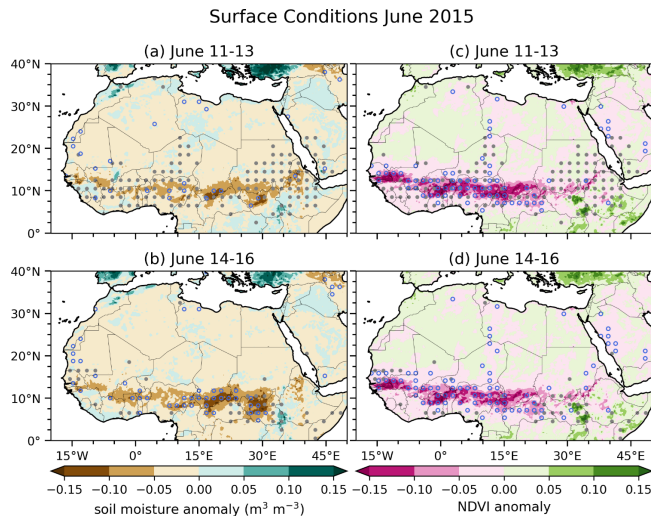 Surface Conditions June 2015
(a) June 11-13
(c) June 11-13
40°N
30°N
20°N
10°N
0°
(b) June 14-16
(d) June 14-16
40°N
30°N
20°N
10°N
0°
15°W 0° 15°E 30°E 45°E
15°W 0° 15°E 30°E 45°E
−0.15 −0.10 −0.05 0.00 0.05 0.10 0.15
−0.15 −0.10 −0.05 0.00 0.05 0.10 0.15
soil moisture anomaly (m³ m⁻³)
NDVI anomaly